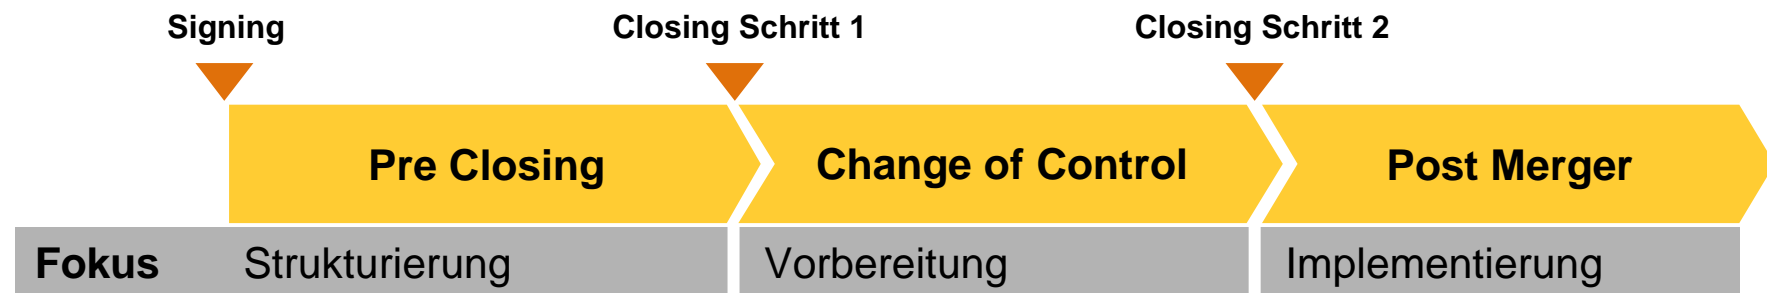 Signing Closing Schritt 1 Closing Schritt 2
Pre Closing Change of Control Post Merger
Fokus Strukturierung Vorbereitung Implementierung